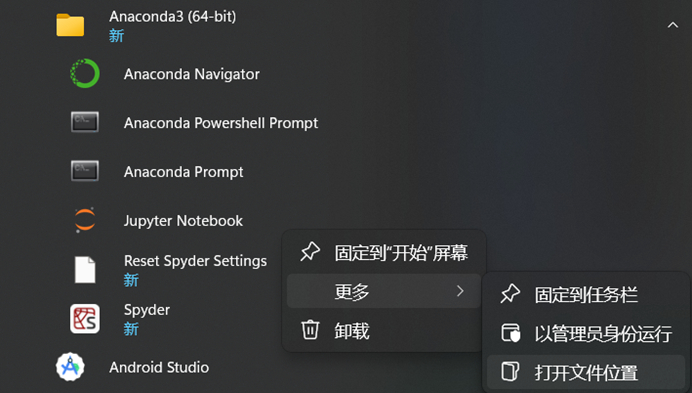 Anaconda3 (64-bit)
新
Anaconda Navigator
Anaconda Powershell Prompt
Anaconda Prompt
Jupyter Notebook
Reset Spyder Settings
新
Spyder
新
Android Studio
固定到“开始”屏幕
更多
卸载
固定到任务栏
以管理员身份运行
打开文件位置